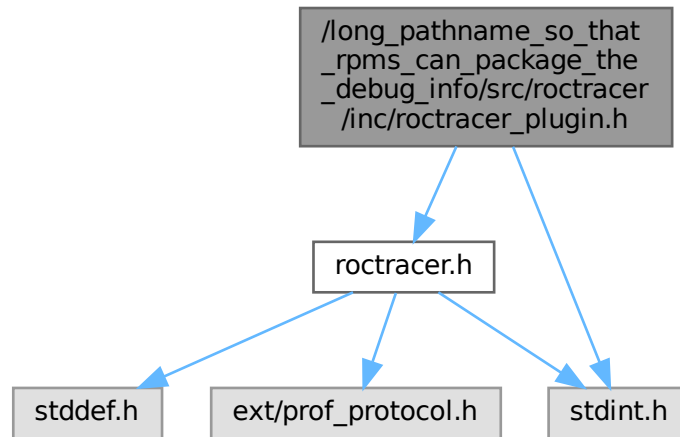 /long_pathname_so_that
_rpms_can_package_the
_debug_info/src/roctracer
/inc/roctracer_plugin.h
roctracer.h
stddef.h
ext/prof_protocol.h
stdint.h